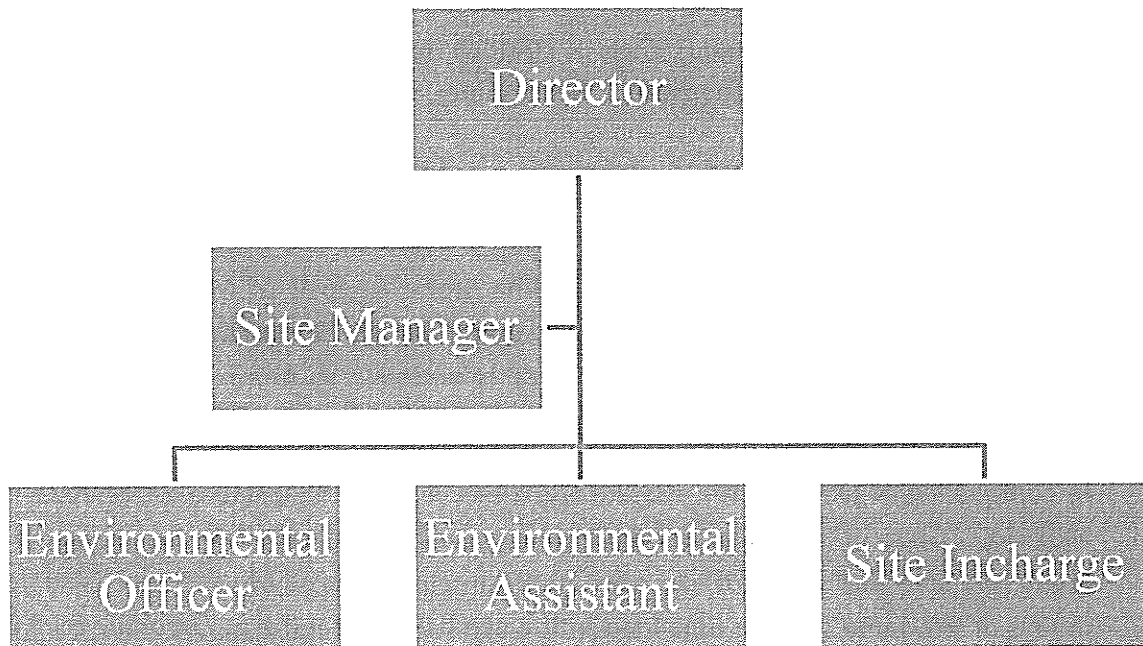 Director
Site Manager
Environmental
Officer
Environmental
Assistant
Site Incharge